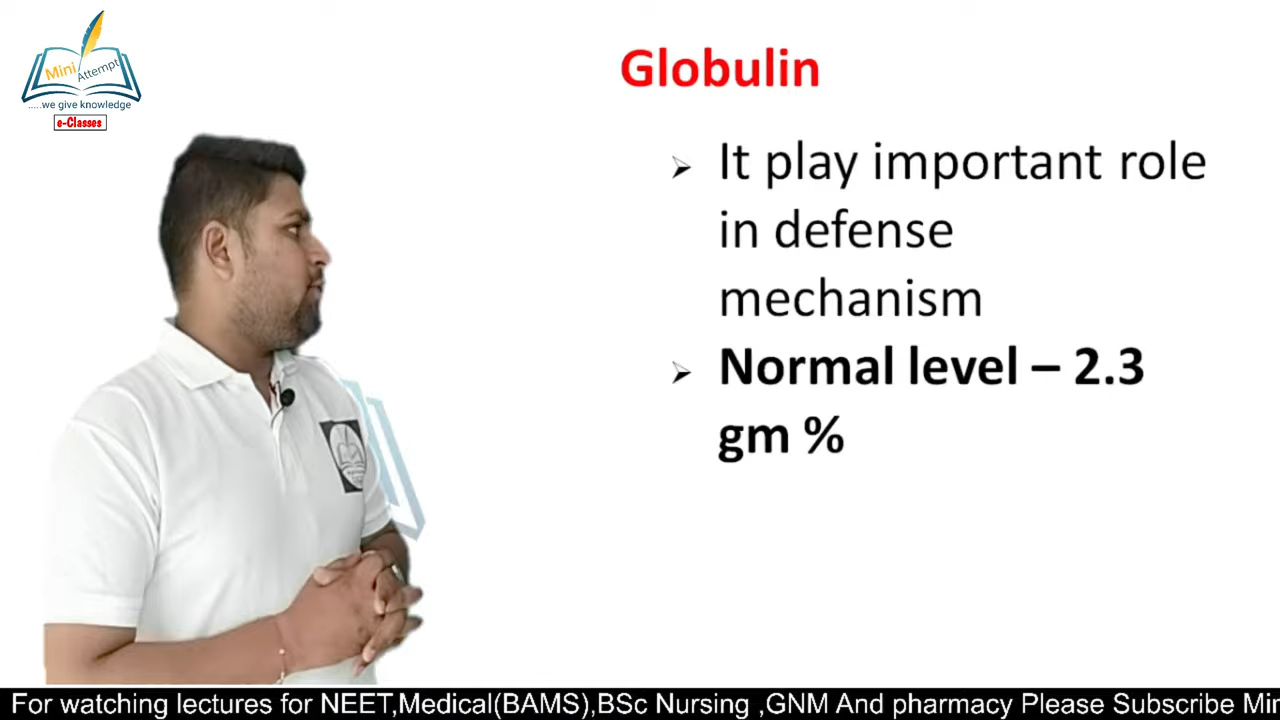 Mini
Attempt
.....we give knowledge
e-Classes
Globulin
➢ It play important role
in defense
mechanism
➢ Normal level – 2.3
gm %
For watching lectures for NEET,Medical(BAMS),BSc Nursing ,GNM And pharmacy Please Subscribe Min